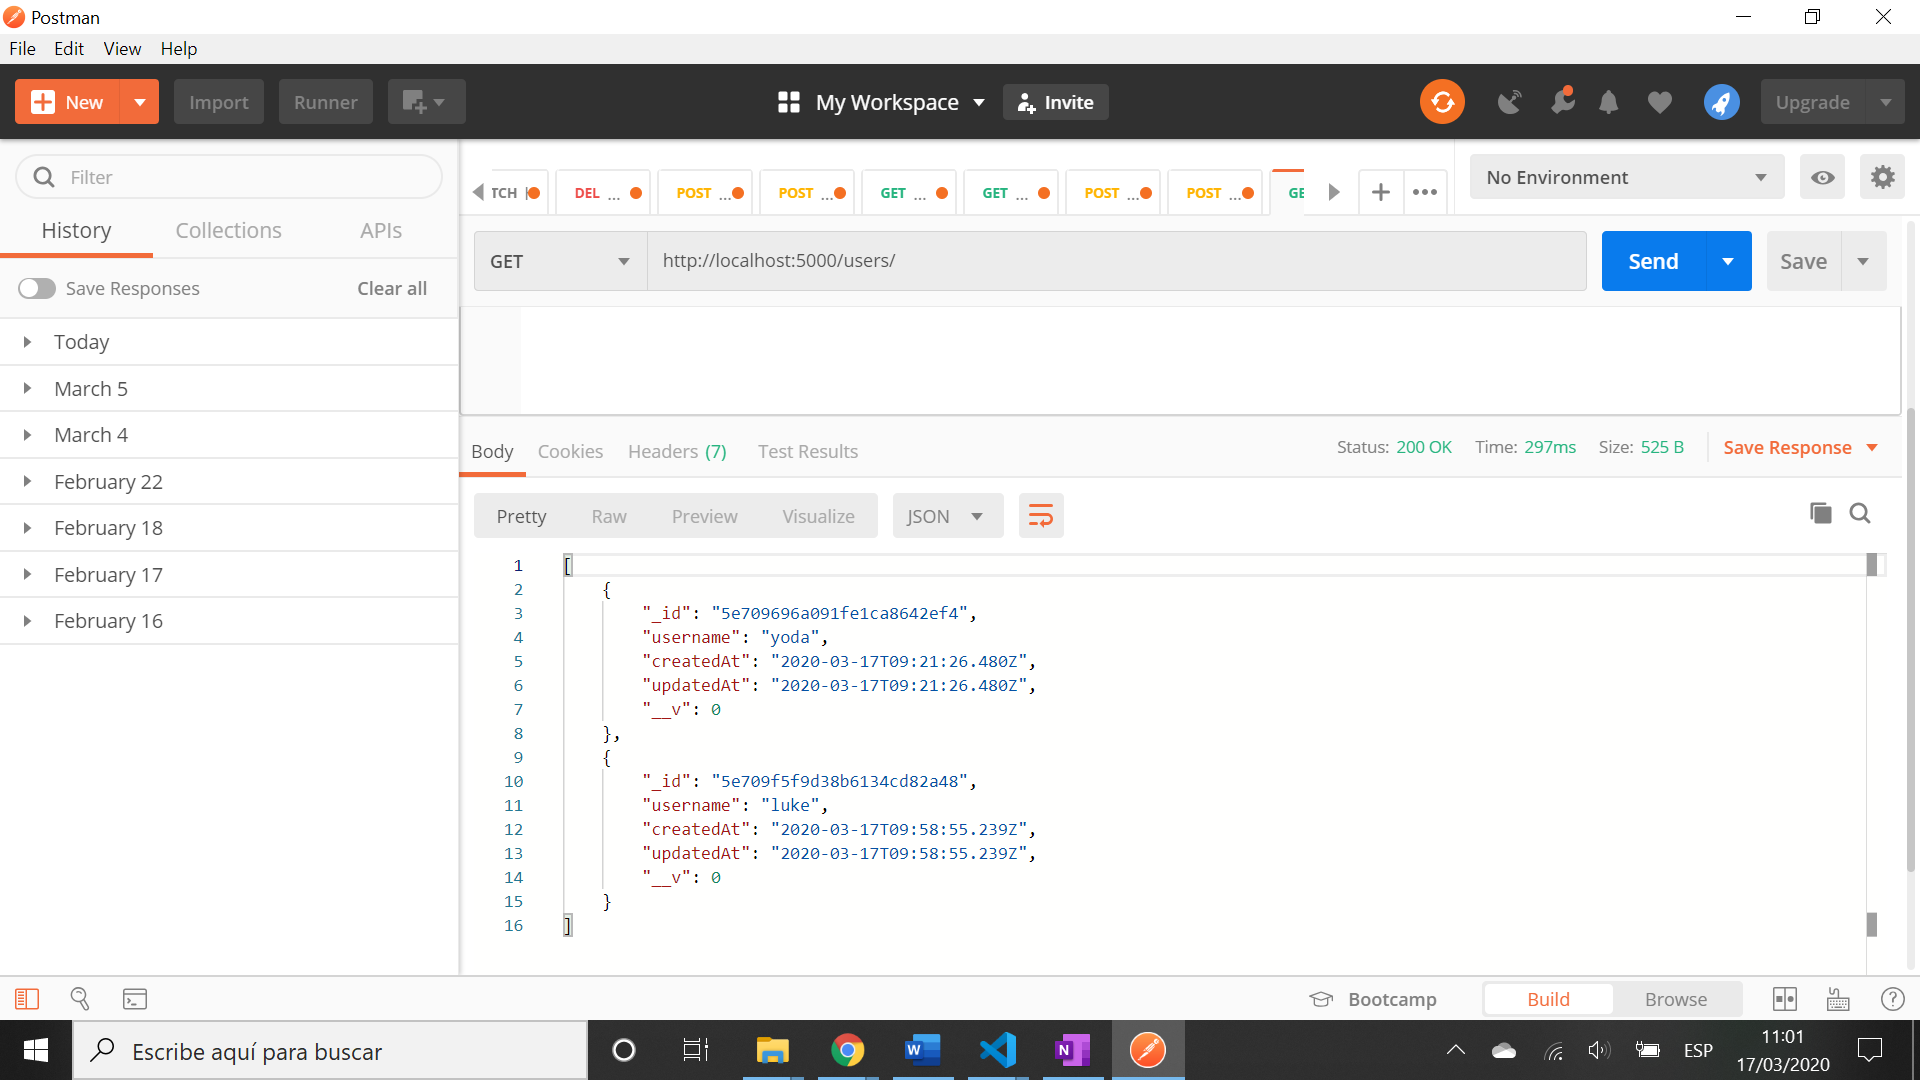 Postman
File Edit View Help
New Import Runner My Workspace Invite Upgrade
Filter
TCH DEL ... POST ... POST ... GET ... GET ... POST ... POST ... GE
No Environment
History Collections APIs
GET http://localhost:5000/users/ Send Save
Save Responses Clear all
Today
March 5
March 4
February 22
February 18
February 17
February 16
Body Cookies Headers (7) Test Results Status: 200 OK Time: 297ms Size: 525 B Save Response
Pretty Raw Preview Visualize JSON
1 [
2 {
3 "_id": "5e709696a091fe1ca8642ef4",
4 "username": "yoda",
5 "createdAt": "2020-03-17T09:21:26.480Z",
6 "updatedAt": "2020-03-17T09:21:26.480Z",
7 "__v": 0
8 },
9 {
10 "_id": "5e709f5f9d38b6134cd82a48",
11 "username": "luke",
12 "createdAt": "2020-03-17T09:58:55.239Z",
13 "updatedAt": "2020-03-17T09:58:55.239Z",
14 "__v": 0
15 }
16 ]
Bootcamp Build Browse
Escribe aquí para buscar
ESP
11:01
17/03/2020